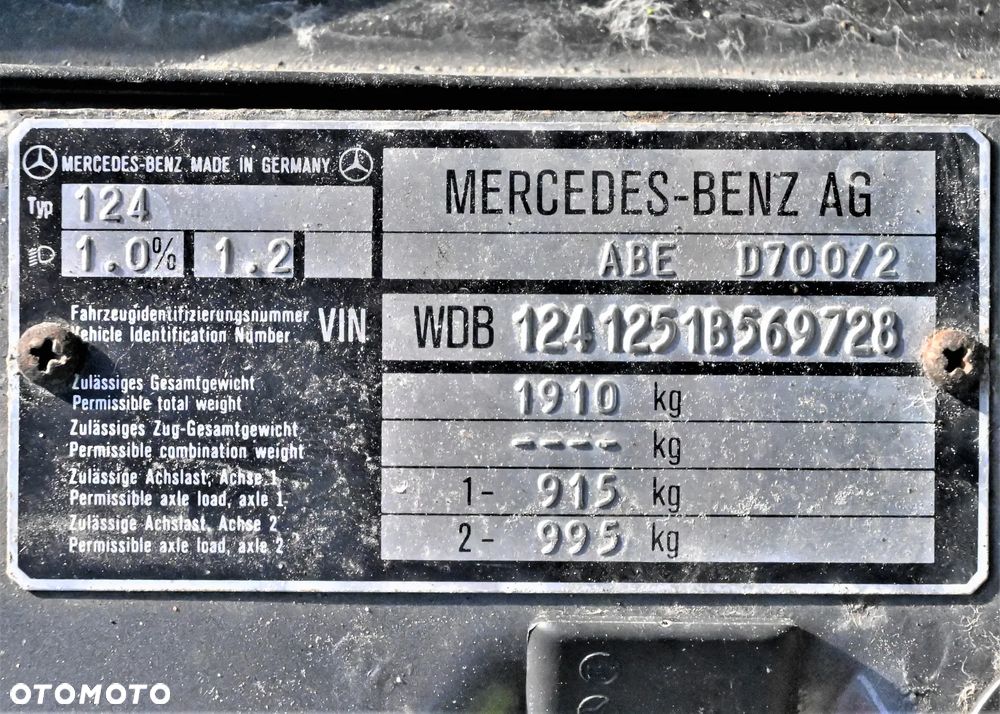 MERCEDES-BENZ MADE IN GERMANY
Typ 124
1.0% 1.2
MERCEDES-BENZ AG
ABE D700/2
Fahrzeugidentifizierungsnummer
Vehicle Identification Number
VIN
WDB 1241251B569728
Zulässiges Gesamtgewicht
Permissible total weight
1910 kg
Zulässiges Zug-Gesamtgewicht
Permissible combination weight
---- kg
Zulässige Achslast, Achse 1
Permissible axle load, axle 1
1- 915 kg
Zulässige Achslast, Achse 2
Permissible axle load, axle 2
2- 995 kg
OTOMOTO